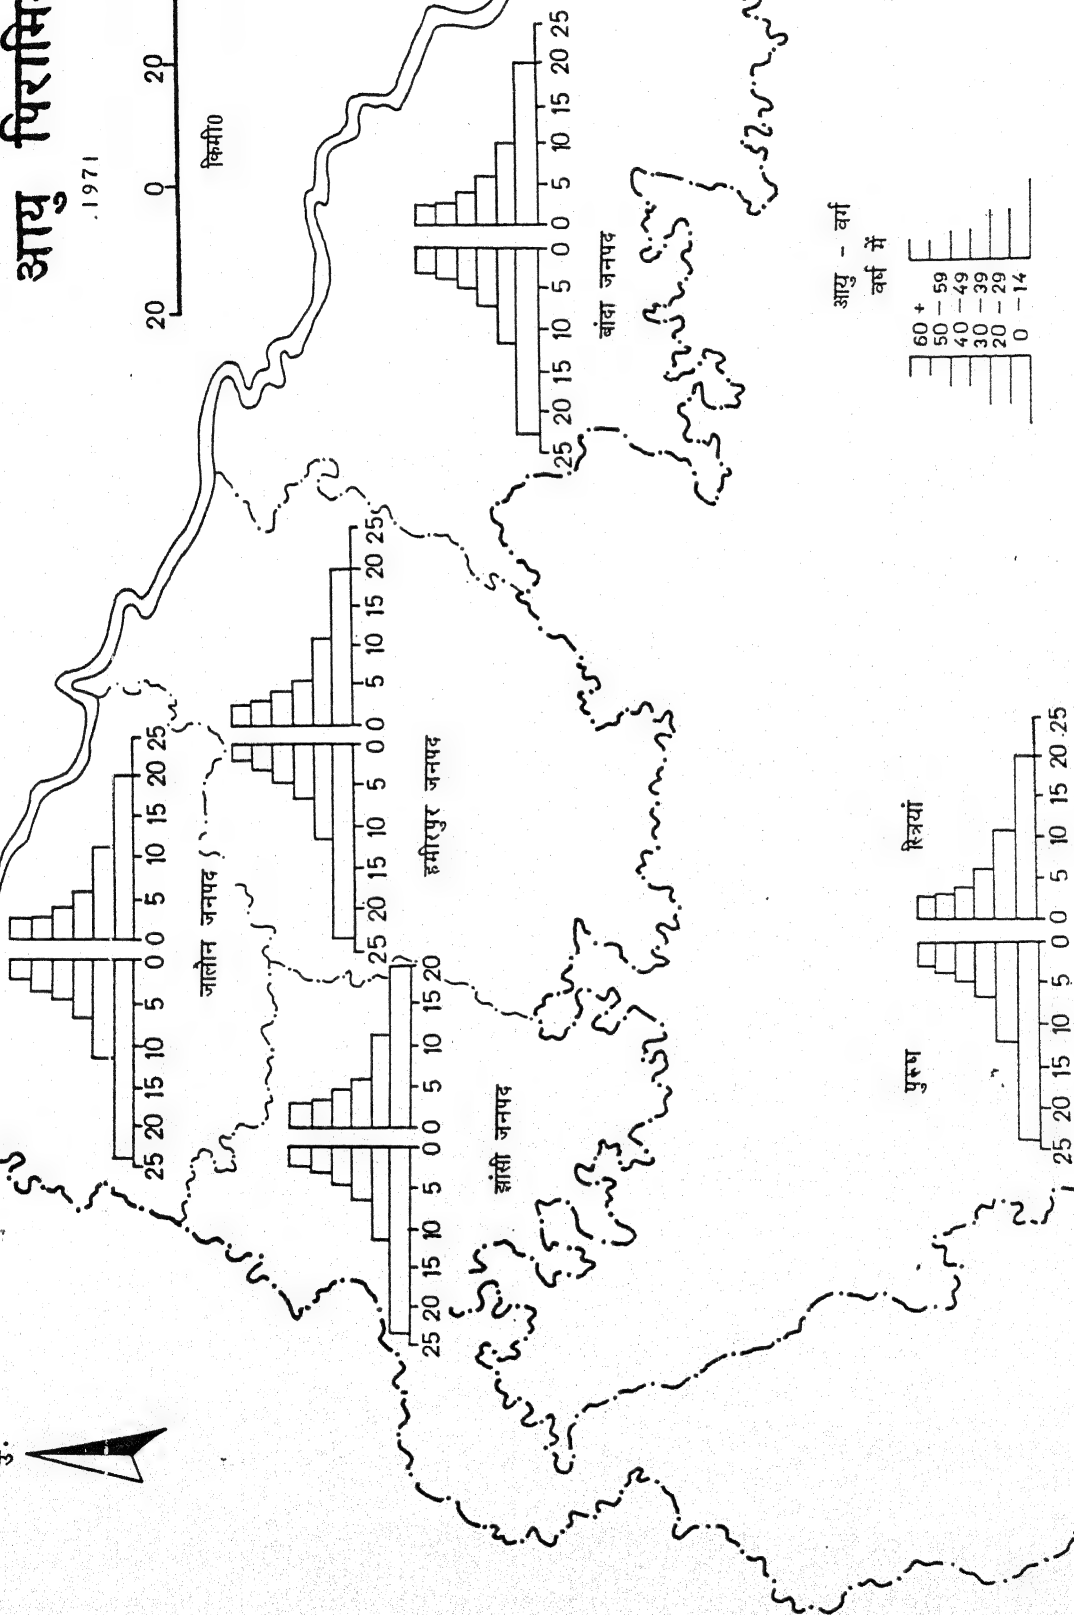 आयु पिरामि
.1971
20 0 20
किमी०
25 20 15 10 5 0 0 5 10 15 20 25
जालौन जनपद
25 20 15 10 5 0 0 5 10 15 20 25
हमीरपुर जनपद
25 20 15 10 5 0 0 5 10 15 20
झांसी जनपद
25 20 15 10 5 0 0 5 10 15 20 25
बांदा जनपद
आयु - वर्ग
वर्ष में
60 +
50 - 59
40 - 49
30 - 39
20 - 29
0 - 14
पुरुष स्त्रियां
25 20 15 10 5 0 0 5 10 15 20 25